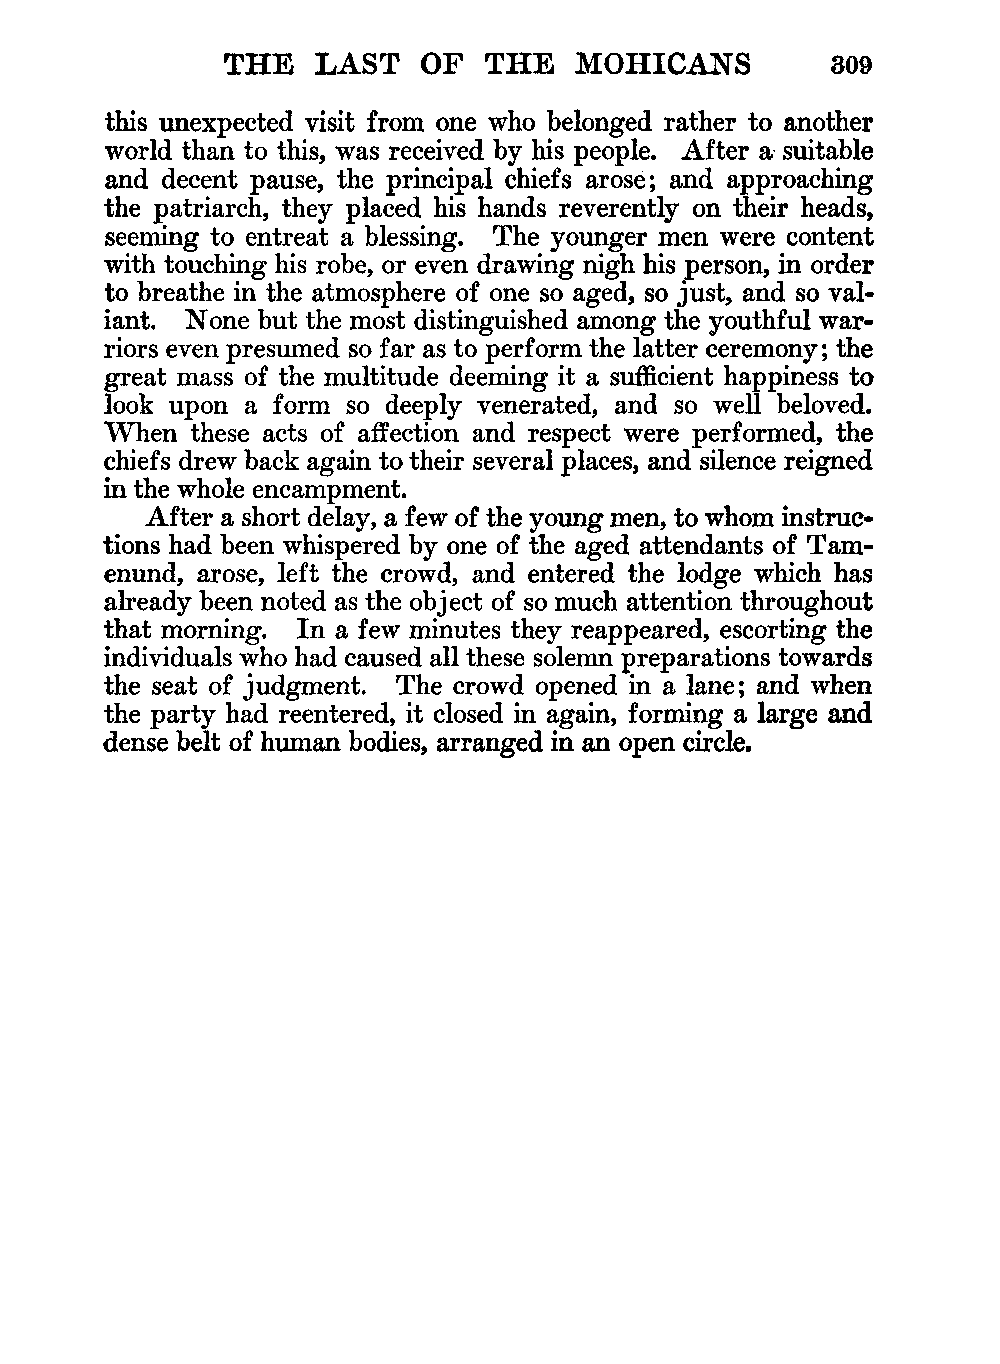 THE LAST OF THE MOHICANS 309
this unexpected visit from one who belonged rather to another
world than to this, was received by his people. After a suitable
and decent pause, the principal chiefs arose; and approaching
the patriarch, they placed his hands reverently on their heads,
seeming to entreat a blessing. The younger men were content
with touching his robe, or even drawing nigh his person, in order
to breathe in the atmosphere of one so aged, so just, and so val-
iant. None but the most distinguished among the youthful war-
riors even presumed so far as to perform the latter ceremony; the
great mass of the multitude deeming it a sufficient happiness to
look upon a form so deeply venerated, and so well beloved.
When these acts of affection and respect were performed, the
chiefs drew back again to their several places, and silence reigned
in the whole encampment.
After a short delay, a few of the young men, to whom instruc-
tions had been whispered by one of the aged attendants of Tam-
enund, arose, left the crowd, and entered the lodge which has
already been noted as the object of so much attention throughout
that morning. In a few minutes they reappeared, escorting the
individuals who had caused all these solemn preparations towards
the seat of judgment. The crowd opened in a lane; and when
the party had reentered, it closed in again, forming a large and
dense belt of human bodies, arranged in an open circle.